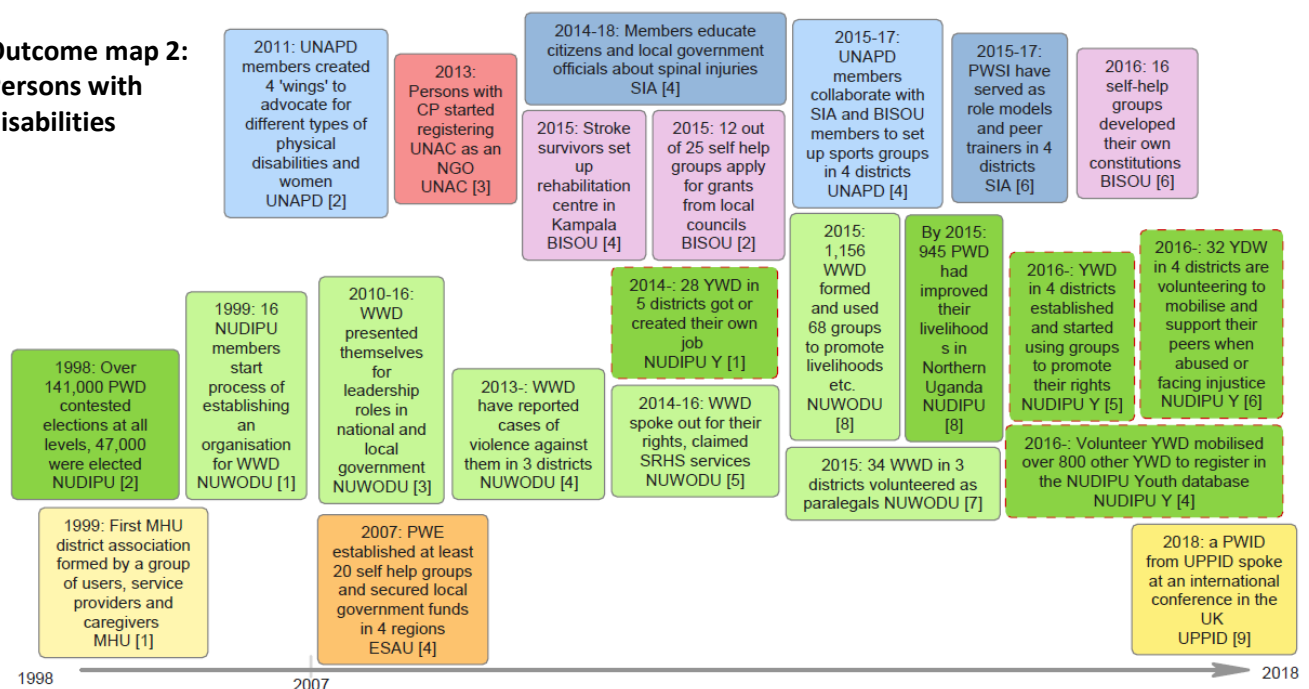 Outcome map 2:
Persons with
disabilities
2011: UNAPD
members created
4 'wings' to
advocate for
different types of
physical
disabilities and
women
UNAPD [2]
2013:
Persons with
CP started
registering
UNAC as an
NGO
UNAC [3]
2014-18: Members educate
citizens and local government
officials about spinal injuries
SIA [4]
2015: Stroke
survivors set
up
rehabilitation
centre in
Kampala
BISOU [4]
2015: 12 out
of 25 self help
groups apply
for grants
from local
councils
BISOU [2]
2015-17:
UNAPD
members
collaborate with
SIA and BISOU
members to set
up sports groups
in 4 districts
UNAPD [4]
2015-17:
PWSI have
served as
role models
and peer
trainers in 4
districts
SIA [6]
2016: 16
self-help
groups
developed
their own
constitutions
BISOU [6]
1998: Over
141,000 PWD
contested
elections at all
levels, 47,000
were elected
NUDIPU [2]
1999: 16
NUDIPU
members
start
process of
establishing
an
organisation
for WWD
NUWODU [1]
2010-16:
WWD
presented
themselves
for
leadership
roles in
national and
local
government
NUWODU [3]
2013-: WWD
have reported
cases of
violence against
them in 3 districts
NUWODU [4]
2014-: 28 YWD in
5 districts got or
created their own
job
NUDIPU Y [1]
2014-16: WWD
spoke out for their
rights, claimed
SRHS services
NUWODU [5]
2015:
1,156
WWD
formed
and used
68 groups
to promote
livelihoods
etc.
NUWODU
[8]
By 2015:
945 PWD
had
improved
their
livelihood
s in
Northern
Uganda
NUDIPU
[8]
2016-: YWD
in 4 districts
established
and started
using groups
to promote
their rights
NUDIPU Y [5]
2016-: 32 YDW
in 4 districts are
volunteering to
mobilise and
support their
peers when
abused or
facing injustice
NUDIPU Y [6]
2015: 34 WWD in 3
districts volunteered as
paralegals NUWODU [7]
2016-: Volunteer YWD mobilised
over 800 other YWD to register in
the NUDIPU Youth database
NUDIPU Y [4]
1999: First MHU
district association
formed by a group
of users, service
providers and
caregivers
MHU [1]
2007: PWE
established at least
20 self help groups
and secured local
government funds
in 4 regions
ESAU [4]
2018: a PWID
from UPPID spoke
at an international
conference in the
UK
UPPID [9]
1998
2007
2018